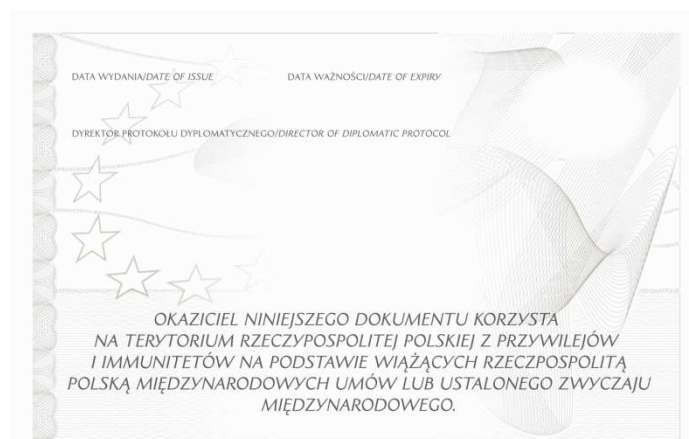 DATA WYDANIA/DATE OF ISSUE DATA WAŻNOŚCI/DATE OF EXPIRY
DYREKTOR PROTOKOŁU DYPLOMATYCZNEGO/DIRECTOR OF DIPLOMATIC PROTOCOL
OKAZICIEL NINIEJSZEGO DOKUMENTU KORZYSTA
NA TERYTORIUM RZECZYPOSPOLITEJ POLSKIEJ Z PRZYWILEJÓW
I IMMUNITETÓW NA PODSTAWIE WIĄŻĄCYCH RZECZPOSPOLITĄ
POLSKĄ MIĘDZYNARODOWYCH UMÓW LUB USTALONEGO ZWYCZAJU
MIĘDZYNARODOWEGO.